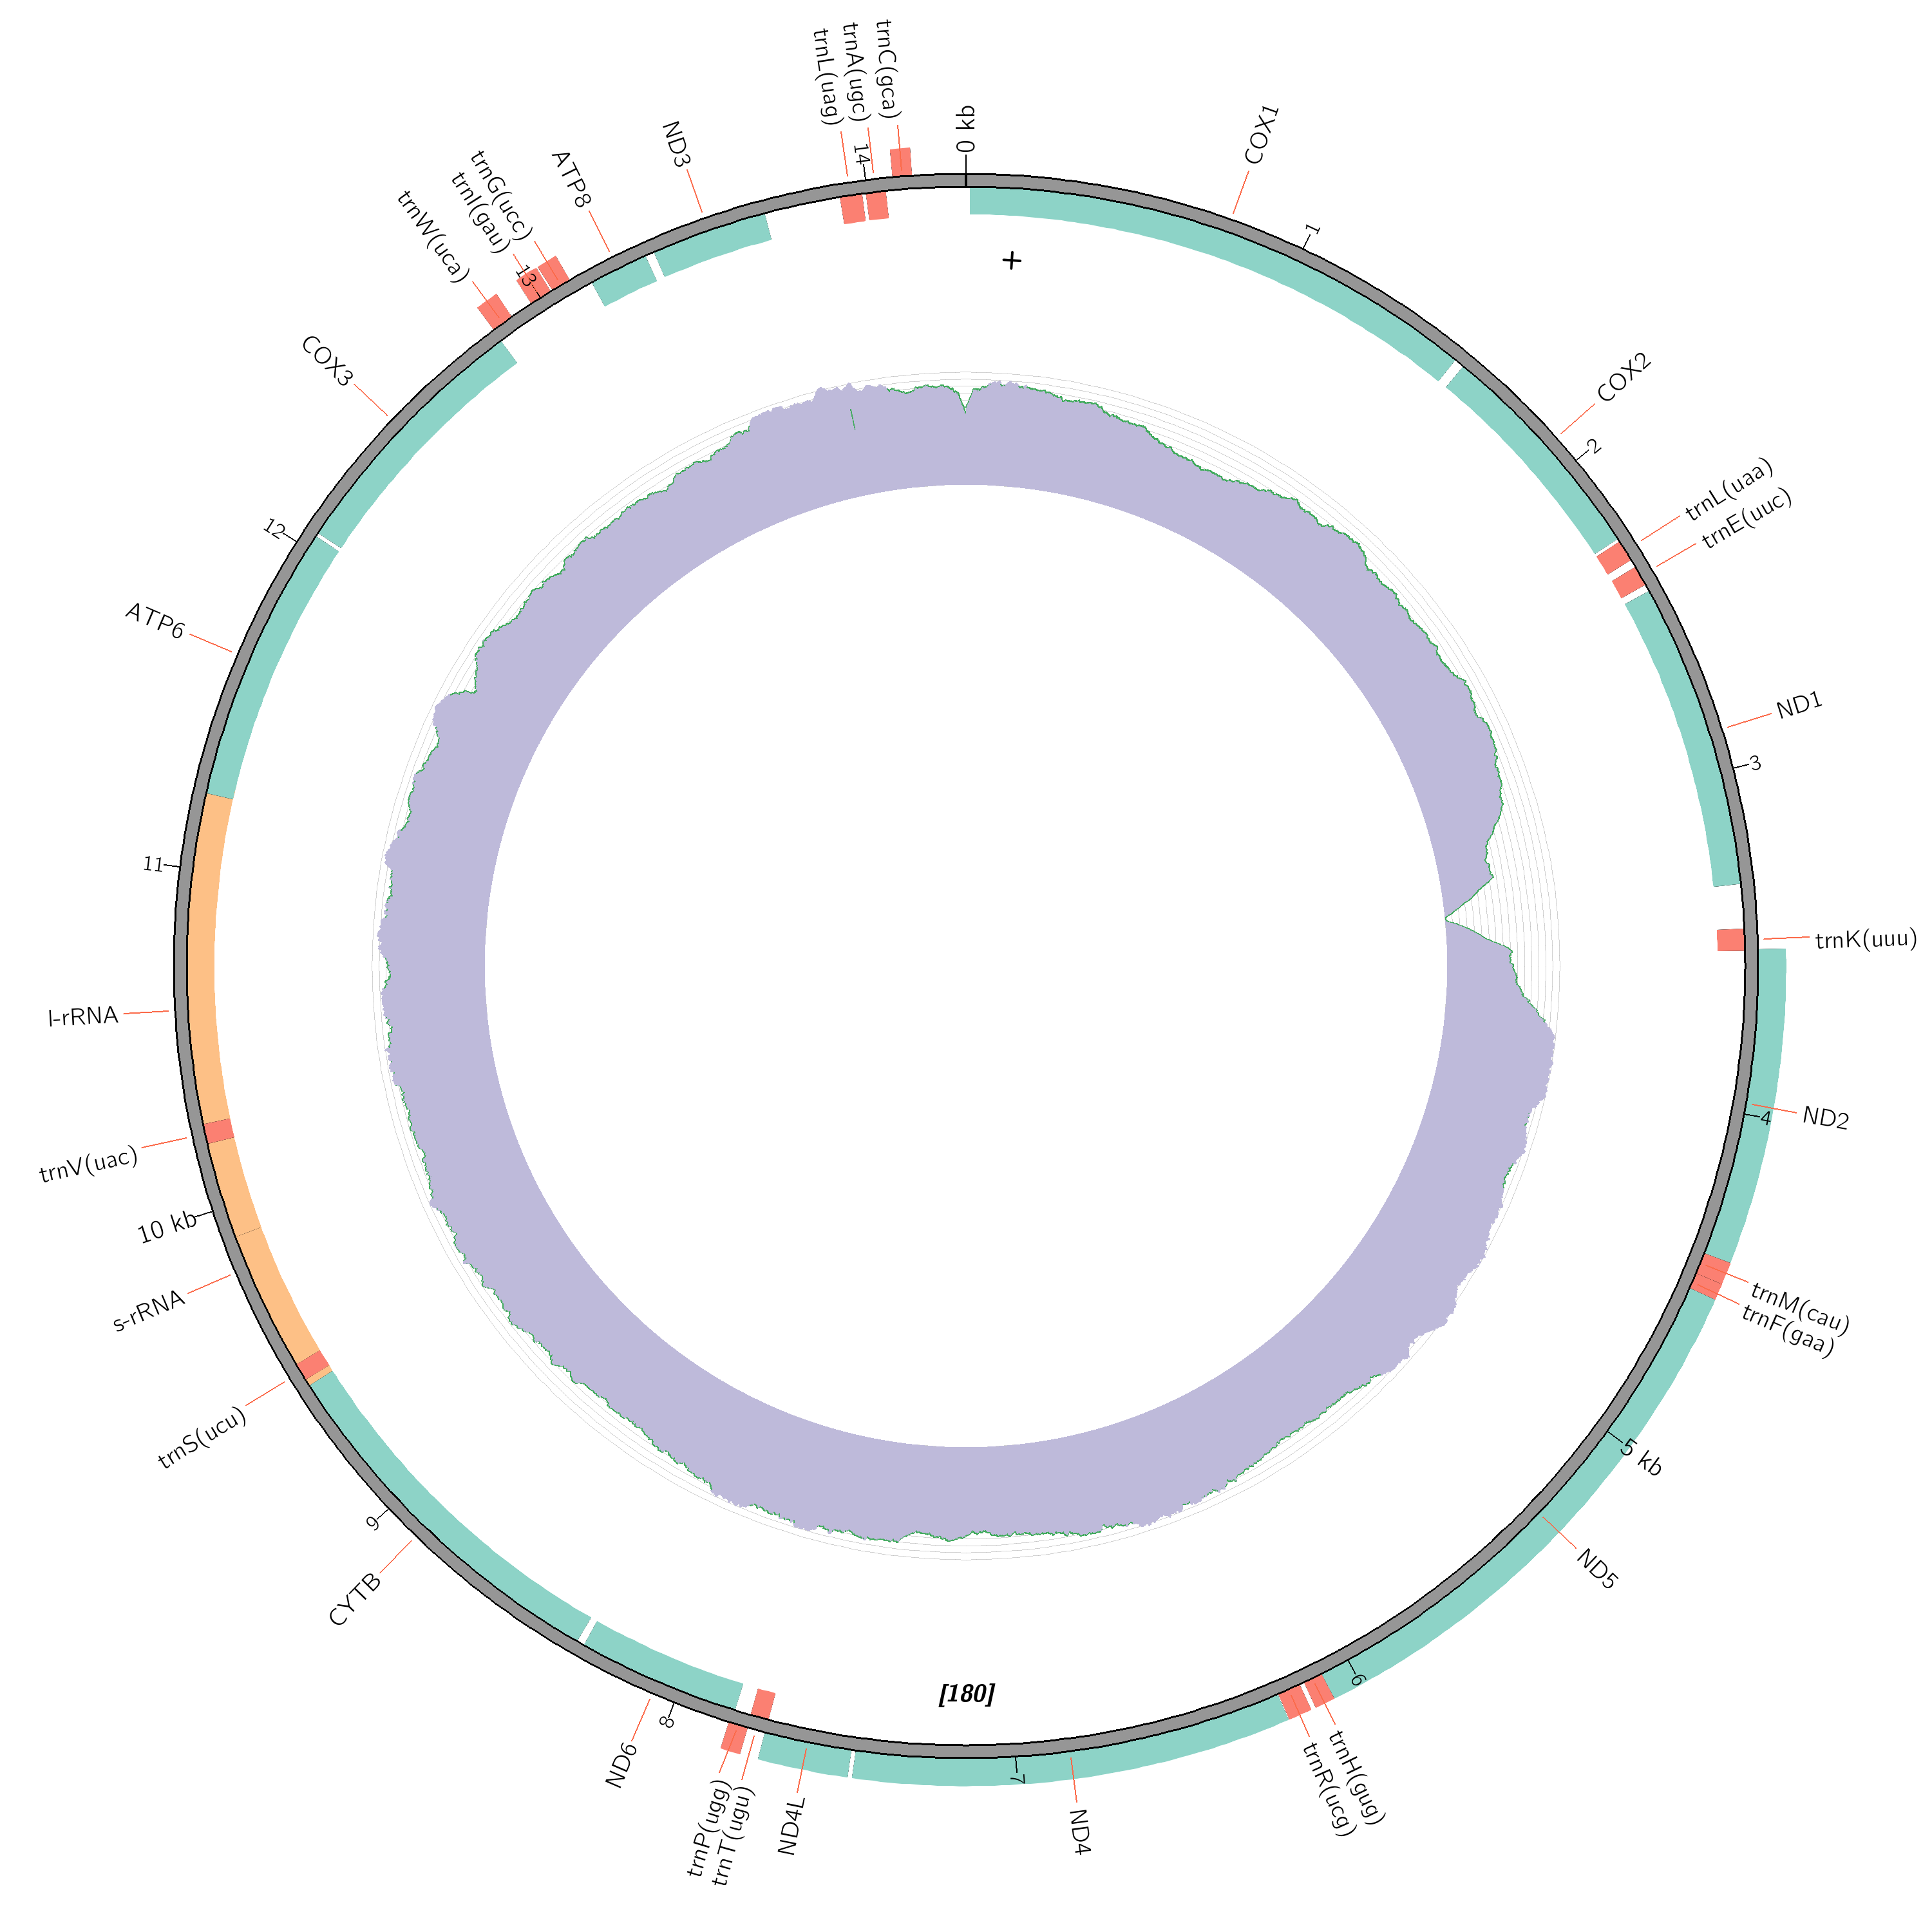 0 kb
COX1
1
COX2
2
trnL(uaa)
trnE(uuc)
ND1
3
trnK(uuu)
ND2
4
trnM(cau)
trnF(gaa)
5 kb
ND5
6
trnH(gug)
trnR(ucg)
ND4
7
ND4L
trnT(ugu)
trnP(ugg)
8
ND6
CYTB
9
trnS(ucu)
s-rRNA
10 kb
trnV(uac)
l-rRNA
11
ATP6
12
COX3
trnW(uca)
trnI(gau)
13
trnG(ucc)
ATP8
ND3
trnL(uag)
14
trnA(ugc)
trnC(gca)
+
[180]